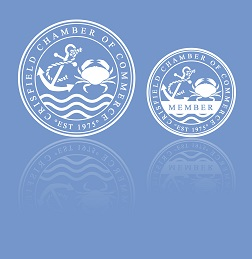 CRISFIELD CHAMBER OF COMMERCE
*EST 1975*
CRISFIELD CHAMBER OF COMMERCE
MEMBER
*EST 1975*